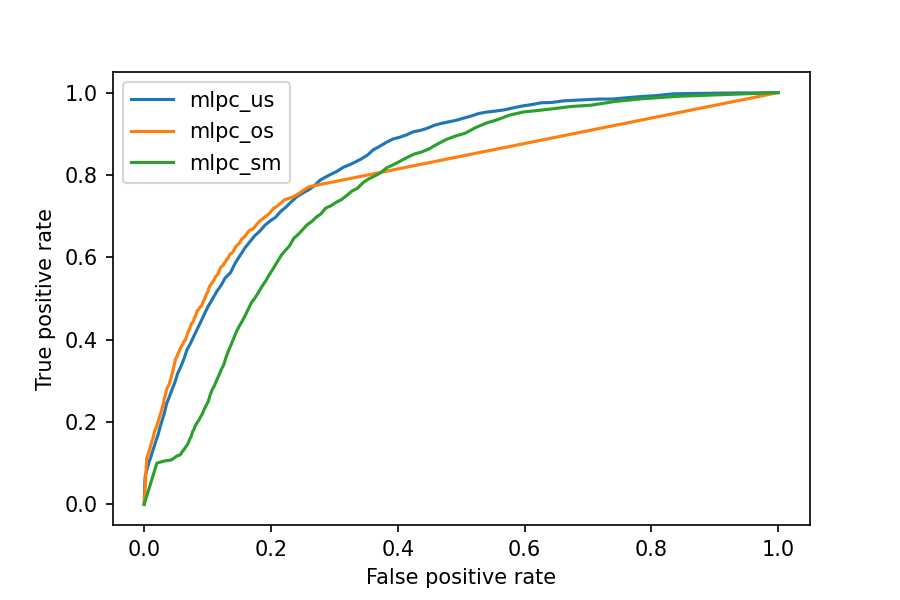 mlpc_us
mlpc_os
mlpc_sm
True positive rate
1.0
0.8
0.6
0.4
0.2
0.0
0.0 0.2 0.4 0.6 0.8 1.0
False positive rate